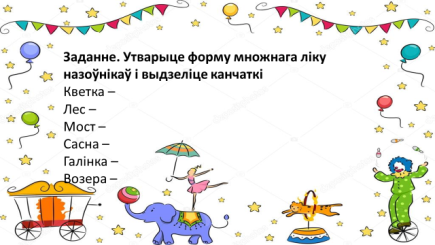 Заданне. Утварыце форму множнага ліку
назоўнікаў і выдзеліце канчаткі
Кветка –
Лес –
Мост –
Сасна –
Галінка –
Возера –